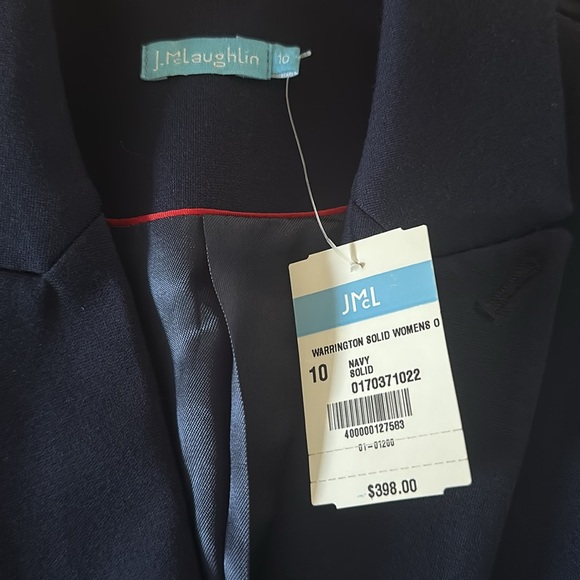 J.McLaughlin 10
JMcL
WARRINGTON SOLID WOMENS O
10 NAVY
SOLID
0170371022
400000127583
01-01200
$398.00